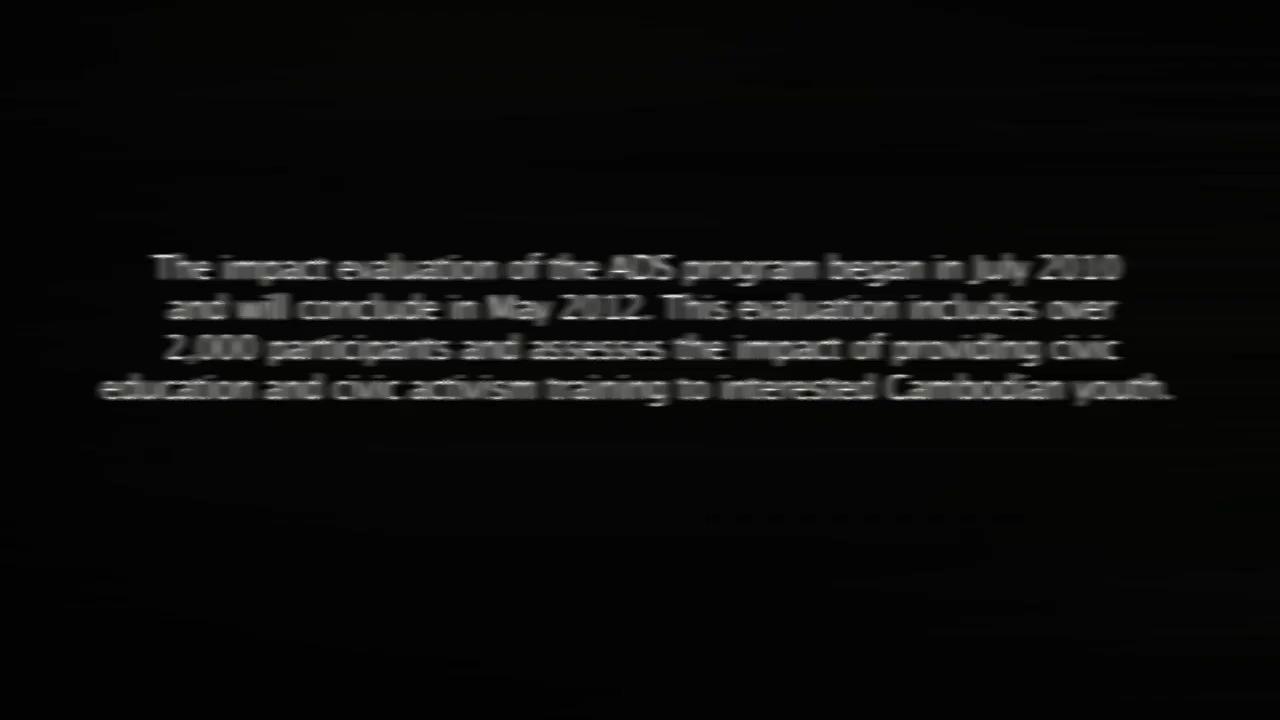 The impact evaluation of the ADS program began in July 2010
and will conclude in May 2012. This evaluation includes over
2,000 participants and assesses the impact of providing civic
education and civic activism training to interested Cambodian youth.